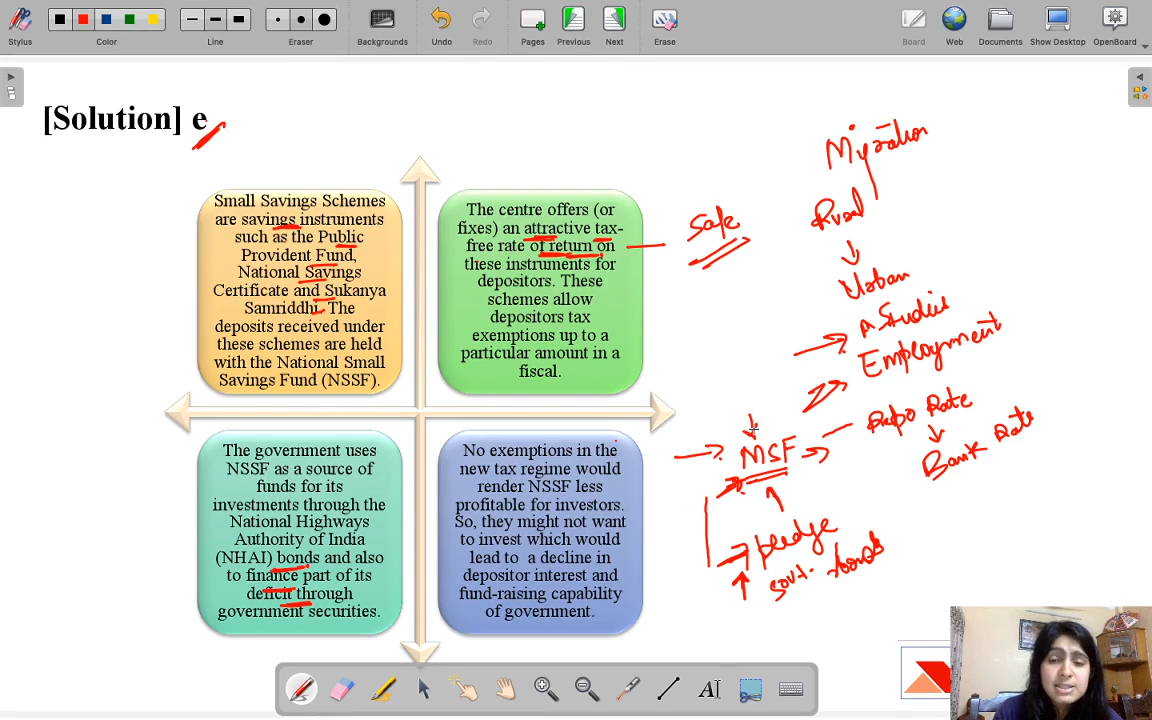 Stylus
Color
Line
Eraser
Backgrounds
Undo
Redo
Pages
Previous
Next
Erase
Board
Web
Documents
Show Desktop
OpenBoard
[Solution] e
Small Savings Schemes
are savings instruments
such as the Public
Provident Fund,
National Savings
Certificate and Sukanya
Samriddhi. The
deposits received under
these schemes are held
with the National Small
Savings Fund (NSSF).
The centre offers (or
fixes) an attractive tax-
free rate of return on
these instruments for
depositors. These
schemes allow
depositors tax
exemptions up to a
particular amount in a
fiscal.
The government uses
NSSF as a source of
funds for its
investments through the
National Highways
Authority of India
(NHAI) bonds and also
to finance part of its
deficit through
government securities.
No exemptions in the
new tax regime would
render NSSF less
profitable for investors.
So, they might not want
to invest which would
lead to a decline in
depositor interest and
fund-raising capability
of government.
Safe
Migration
Rural
Urban
Studies
Employment
MSF
Repo Rate
Bank Rate
pledge
Govt. bonds